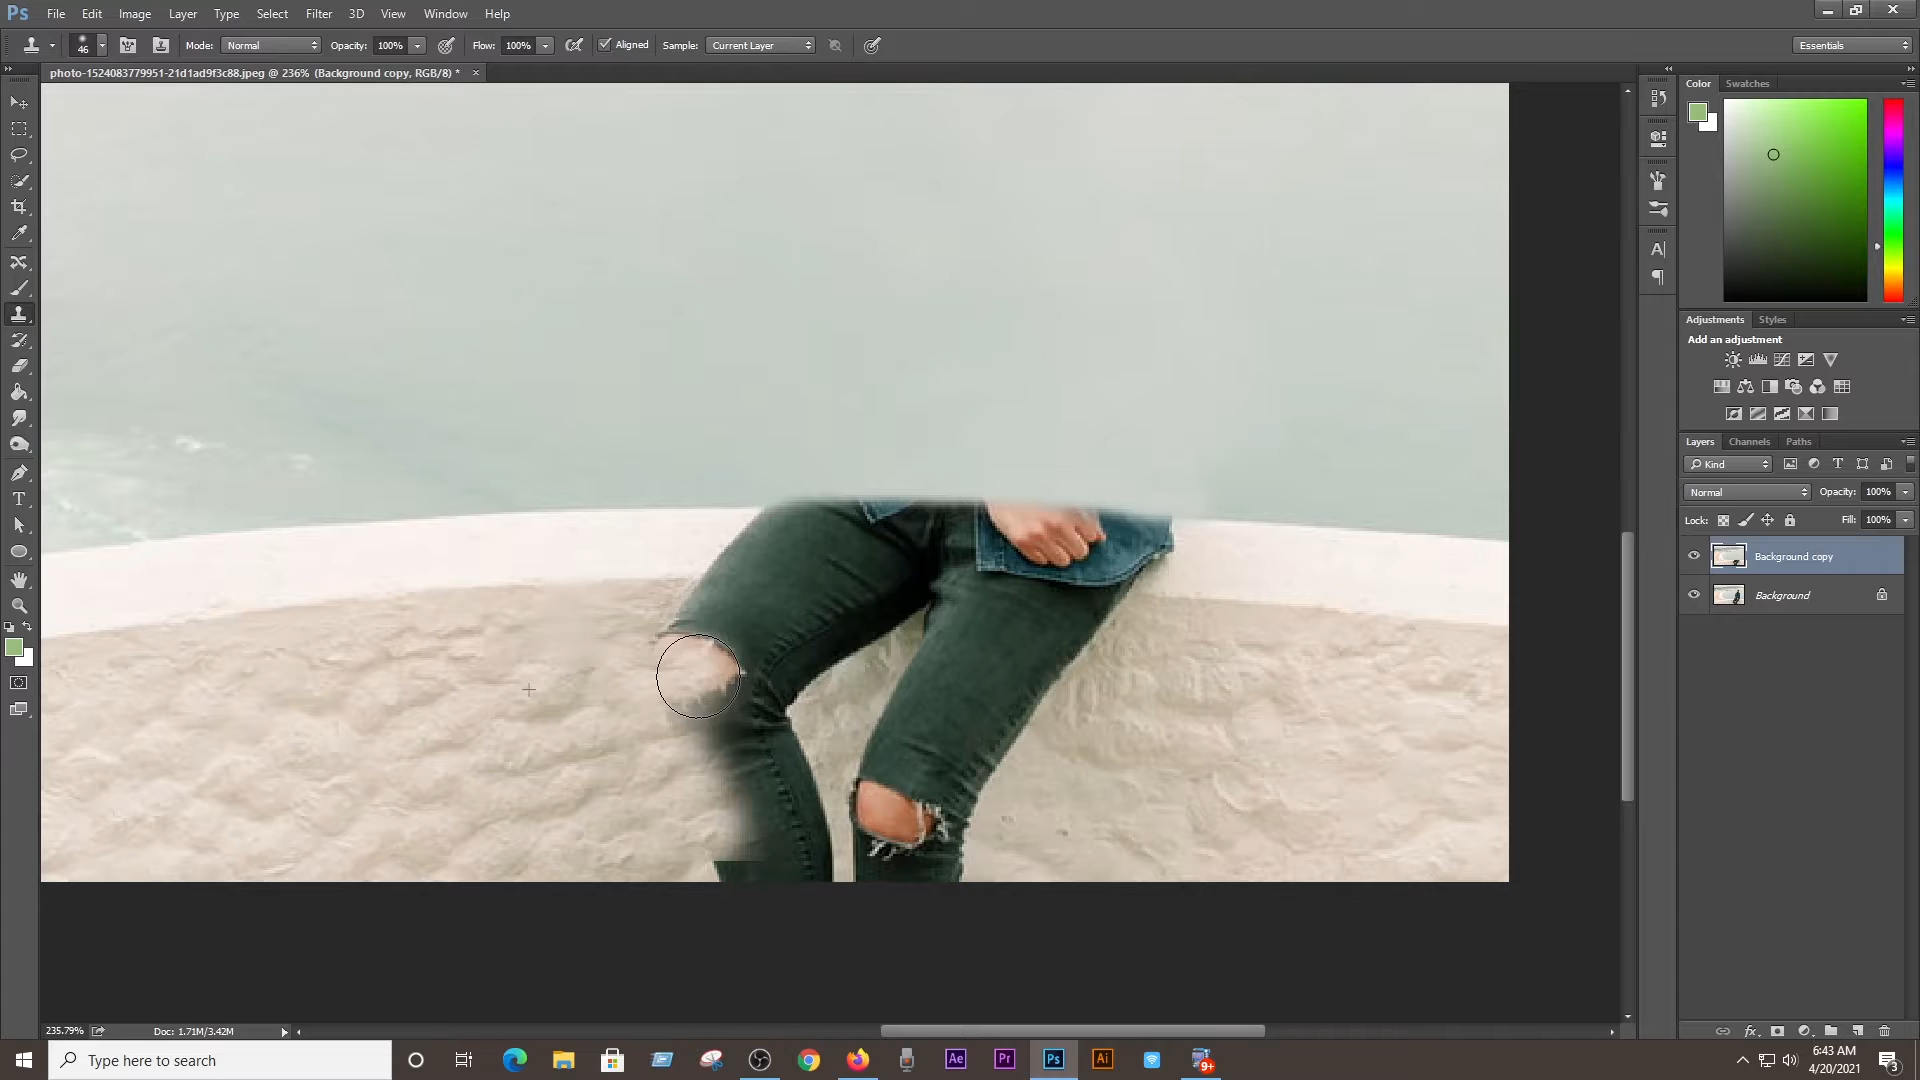 Ps File Edit Image Layer Type Select Filter 3D View Window Help
46 Mode: Normal Opacity: 100% Flow: 100% Aligned Sample: Current Layer Essentials
photo-1524083779951-21d1ad9f3c88.jpeg @ 236% (Background copy, RGB/8) * ×
Color Swatches
Adjustments Styles
Add an adjustment
Layers Channels Paths
Kind
Normal Opacity: 100%
Lock: Fill: 100%
Background copy
Background
235.79% Doc: 1.71M/3.42M
Type here to search
Ae Pr Ps Ai 9+
6:43 AM
4/20/2021
3